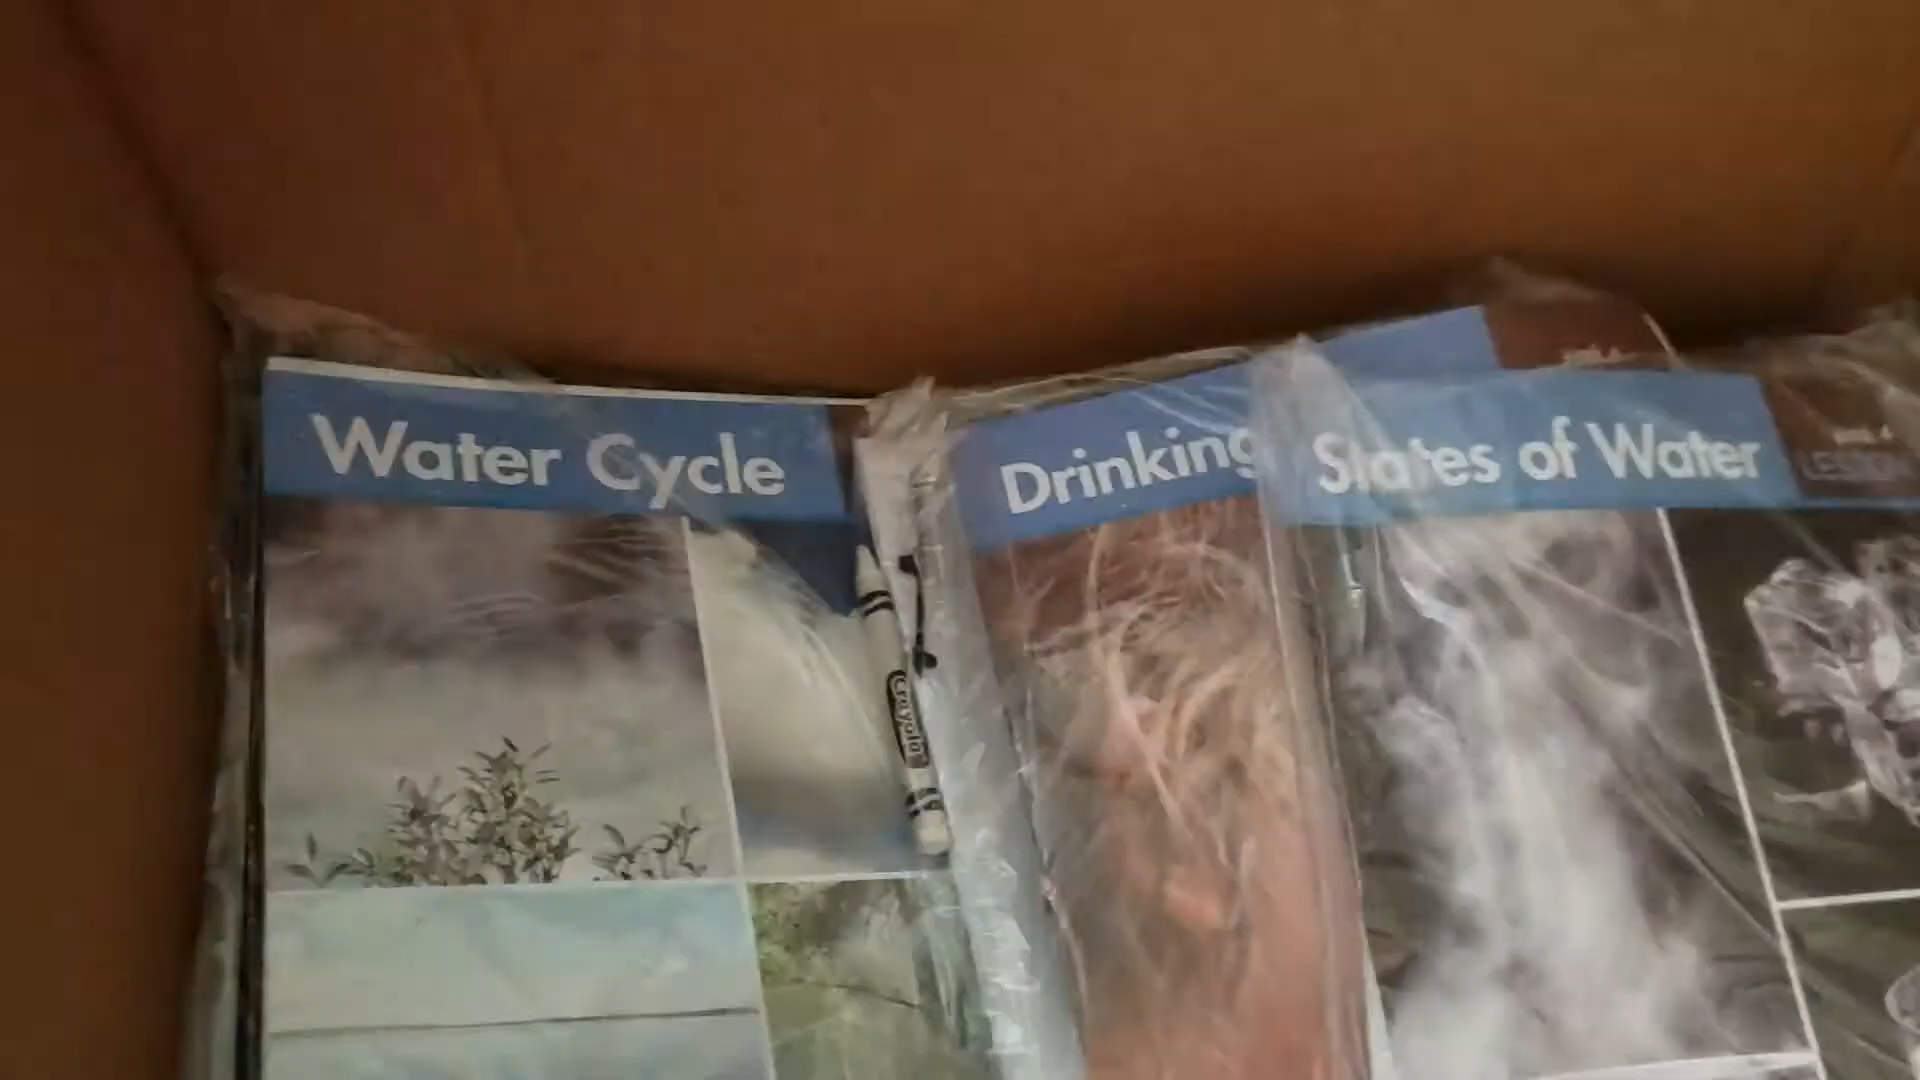 Water Cycle
Drinking
States of Water
Crayola